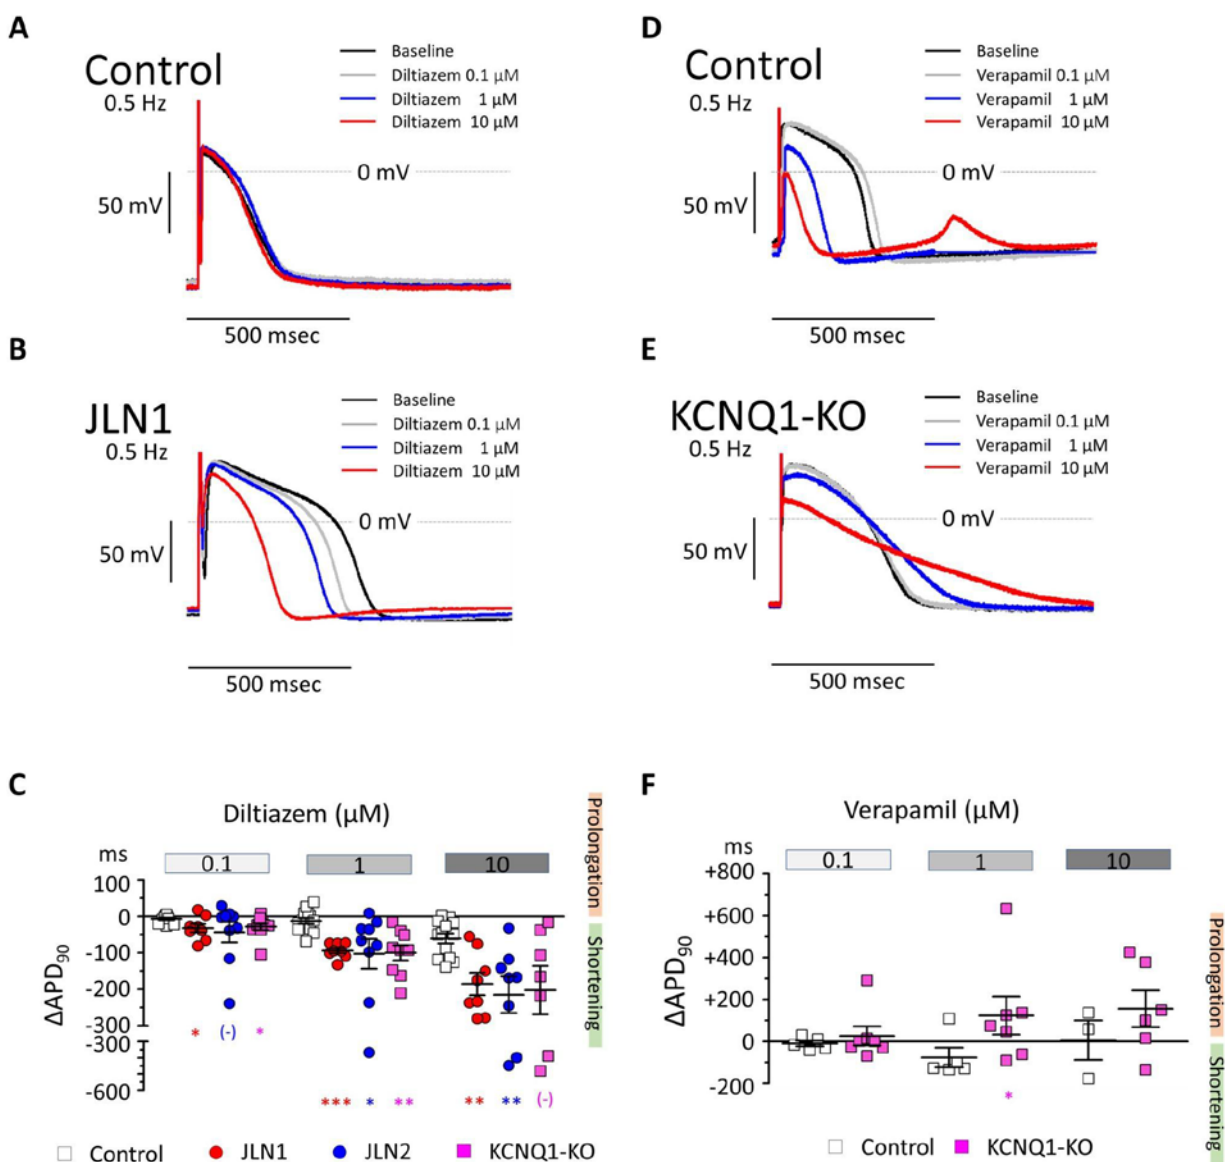 A
Control
0.5 Hz
Baseline
Diltiazem 0.1 µM
Diltiazem 1 µM
Diltiazem 10 µM
0 mV
50 mV
500 msec
B
JLN1
0.5 Hz
Baseline
Diltiazem 0.1 µM
Diltiazem 1 µM
Diltiazem 10 µM
0 mV
50 mV
500 msec
C
Diltiazem (µM)
ms
0.1
1
10
100
0
-100
-200
-300
-300
-600
ΔAPD90
Prolongation
Shortening
*
(-)
*
***
*
**
**
**
(-)
Control
JLN1
JLN2
KCNQ1-KO
D
Control
0.5 Hz
Baseline
Verapamil 0.1 µM
Verapamil 1 µM
Verapamil 10 µM
0 mV
50 mV
500 msec
E
KCNQ1-KO
0.5 Hz
Baseline
Verapamil 0.1 µM
Verapamil 1 µM
Verapamil 10 µM
0 mV
50 mV
500 msec
F
Verapamil (µM)
ms
0.1
1
10
+800
+600
+400
+200
0
-200
ΔAPD90
Prolongation
Shortening
*
Control
KCNQ1-KO